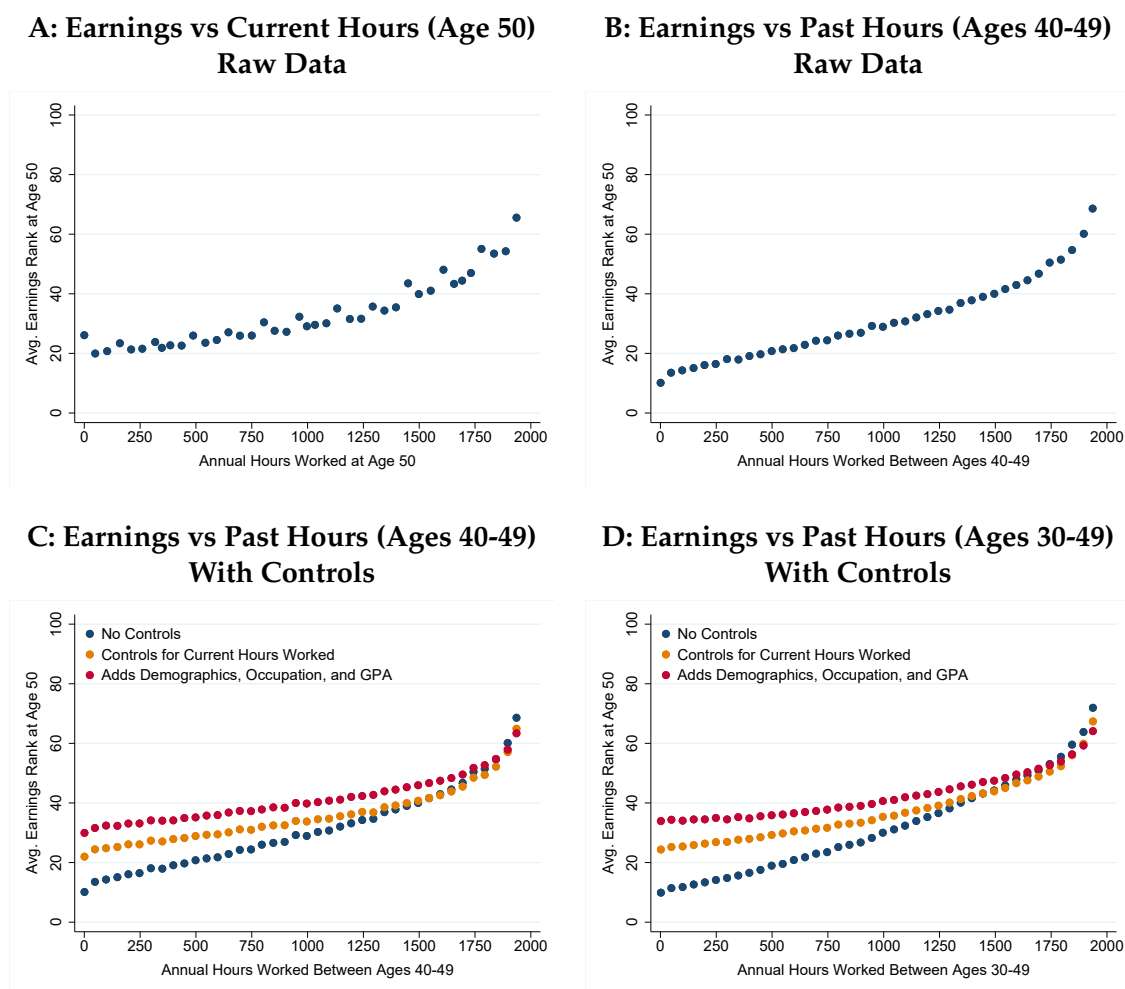 A: Earnings vs Current Hours (Age 50)
Raw Data
Avg. Earnings Rank at Age 50
100
80
60
40
20
0
0 250 500 750 1000 1250 1500 1750 2000
Annual Hours Worked at Age 50
B: Earnings vs Past Hours (Ages 40-49)
Raw Data
Avg. Earnings Rank at Age 50
100
80
60
40
20
0
0 250 500 750 1000 1250 1500 1750 2000
Annual Hours Worked Between Ages 40-49
C: Earnings vs Past Hours (Ages 40-49)
With Controls
Avg. Earnings Rank at Age 50
100
80
60
40
20
0
No Controls
Controls for Current Hours Worked
Adds Demographics, Occupation, and GPA
0 250 500 750 1000 1250 1500 1750 2000
Annual Hours Worked Between Ages 40-49
D: Earnings vs Past Hours (Ages 30-49)
With Controls
Avg. Earnings Rank at Age 50
100
80
60
40
20
0
No Controls
Controls for Current Hours Worked
Adds Demographics, Occupation, and GPA
0 250 500 750 1000 1250 1500 1750 2000
Annual Hours Worked Between Ages 30-49